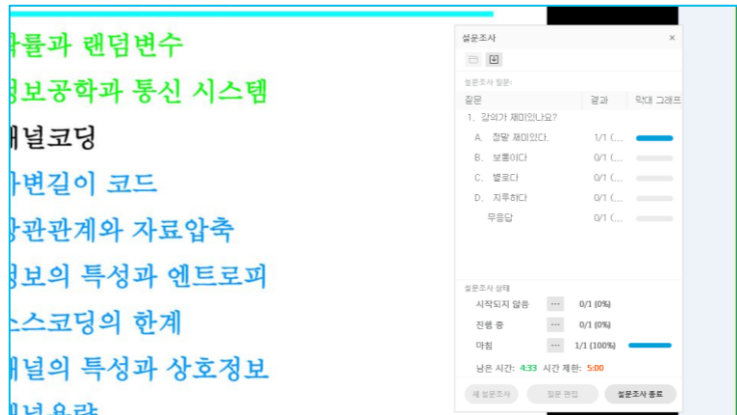 률과 랜덤변수
보공학과 통신 시스템
널코딩
변길이 코드
관관계와 자료압축
보의 특성과 엔트로피
스코딩의 한계
널의 특성과 상호정보
설문조사 ×
설문조사 질문:
질문 결과 막대 그래프
1. 강의가 재미있나요?
A. 정말 재미있다. 1/1 (...
B. 보통이다 0/1 (...
C. 별로다 0/1 (...
D. 지루하다 0/1 (...
무응답 0/1 (...
설문조사 상태
시작되지 않음 ... 0/1 (0%)
진행 중 ... 0/1 (0%)
마침 ... 1/1 (100%)
남은 시간: 4:33 시간 제한: 5:00
새 설문조사 질문 편집 설문조사 종료